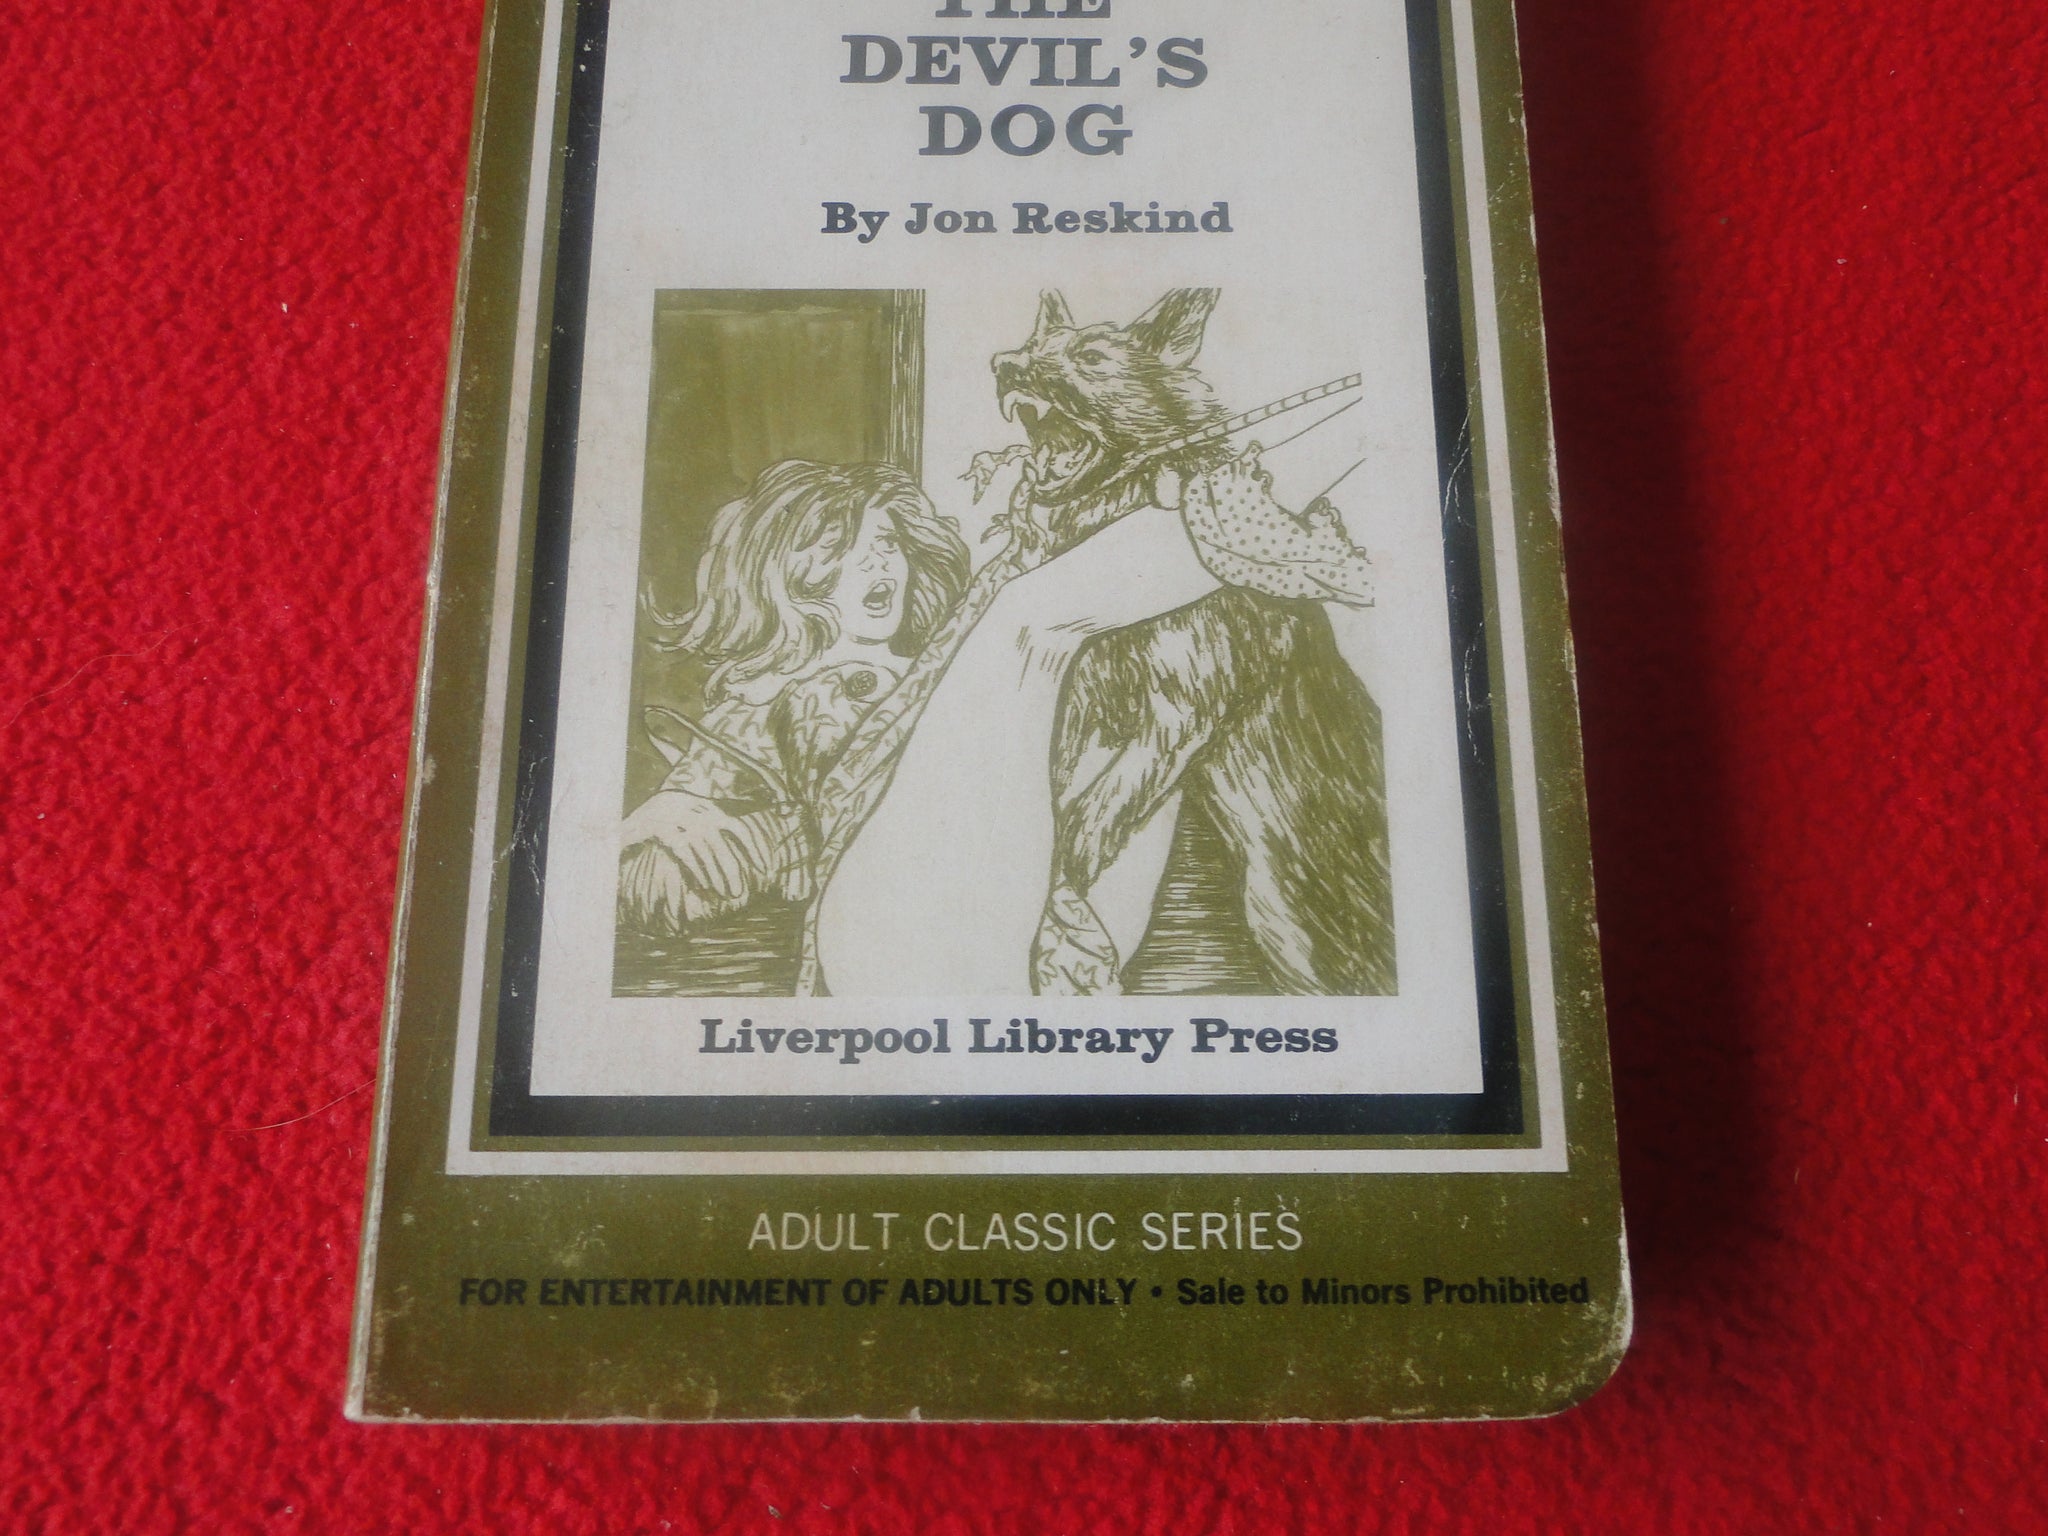 THE
DEVIL'S
DOG
By Jon Reskind
Liverpool Library Press
ADULT CLASSIC SERIES
FOR ENTERTAINMENT OF ADULTS ONLY • Sale to Minors Prohibited